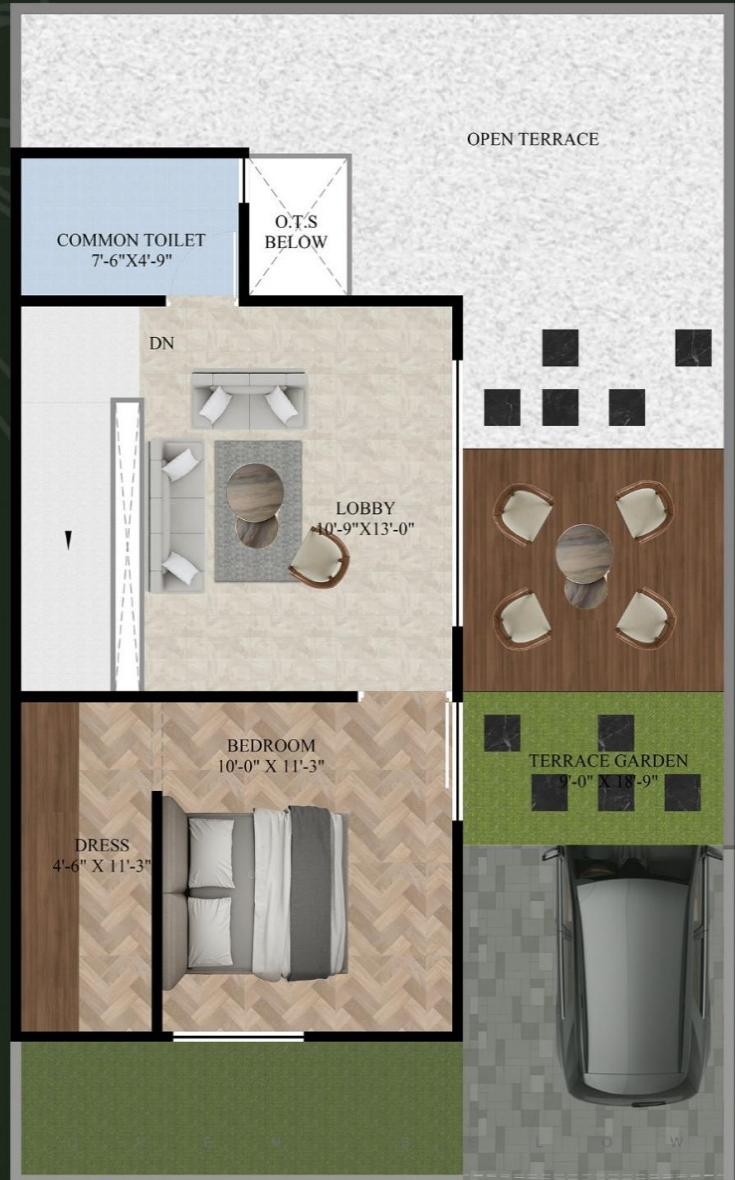 OPEN TERRACE
COMMON TOILET
7'-6"X4'-9"
O.T.S
BELOW
DN
LOBBY
10'-9"X13'-0"
BEDROOM
10'-0" X 11'-3"
TERRACE GARDEN
9'-0" X 18'-9"
DRESS
4'-6" X 11'-3"